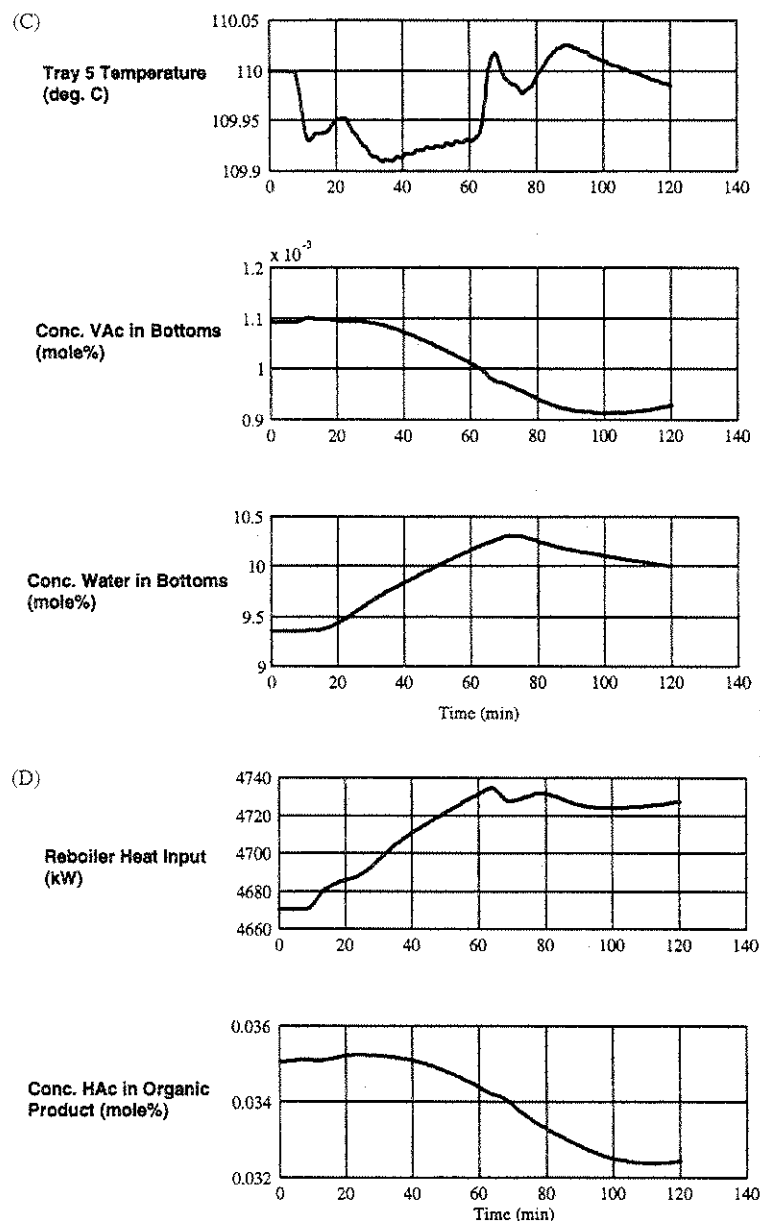 (C)
110.05
Tray 5 Temperature
(deg. C)
110
109.95
109.9
0 20 40 60 80 100 120 140
x 10-3
1.2
Conc. VAc in Bottoms
(mole%)
1.1
1
0.9
0 20 40 60 80 100 120 140
10.5
Conc. Water in Bottoms
(mole%)
10
9.5
9
0 20 40 60 80 100 120 140
Time (min)
(D)
4740
4720
Reboiler Heat Input
(kW)
4700
4680
4660
0 20 40 60 80 100 120 140
0.036
Conc. HAc in Organic
Product (mole%)
0.034
0.032
0 20 40 60 80 100 120 140
Time (min)